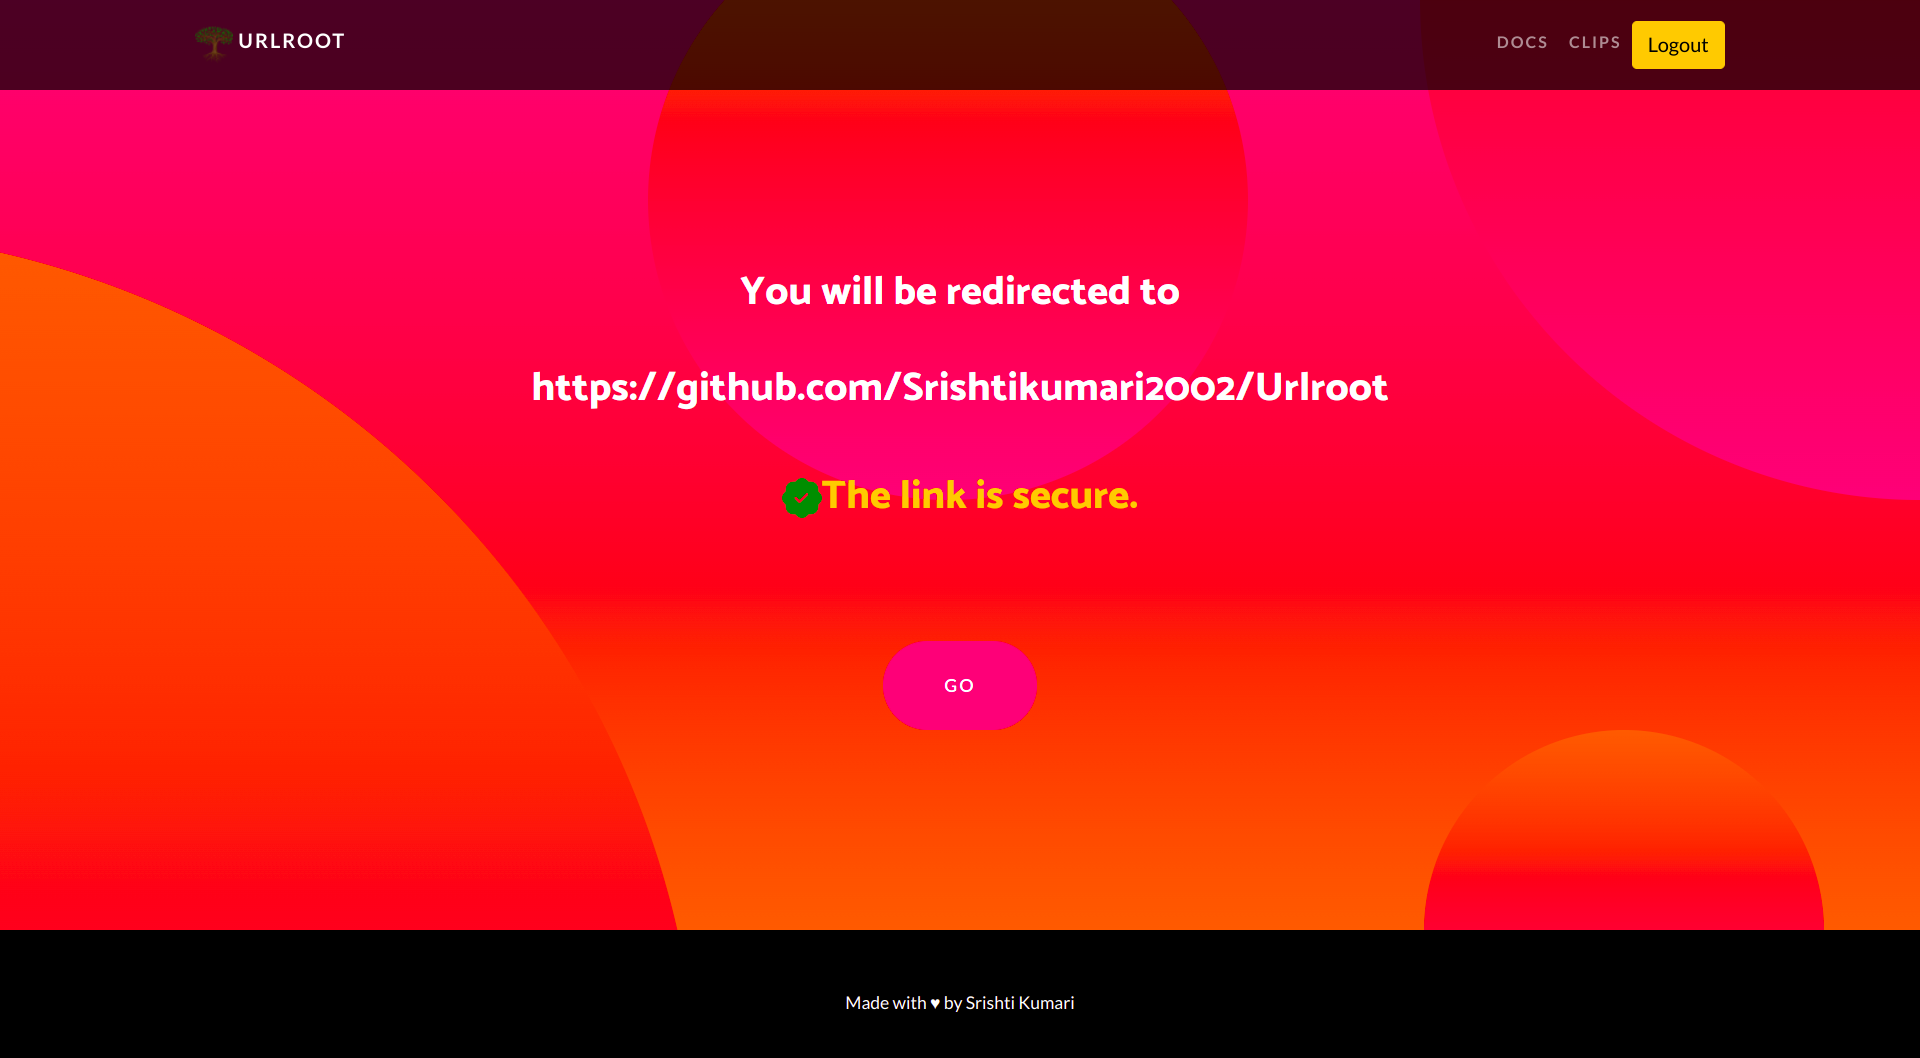 URLROOT
DOCS CLIPS Logout
You will be redirected to
https://github.com/Srishtikumari2002/Urlroot
The link is secure.
GO
Made with ♥ by Srishti Kumari